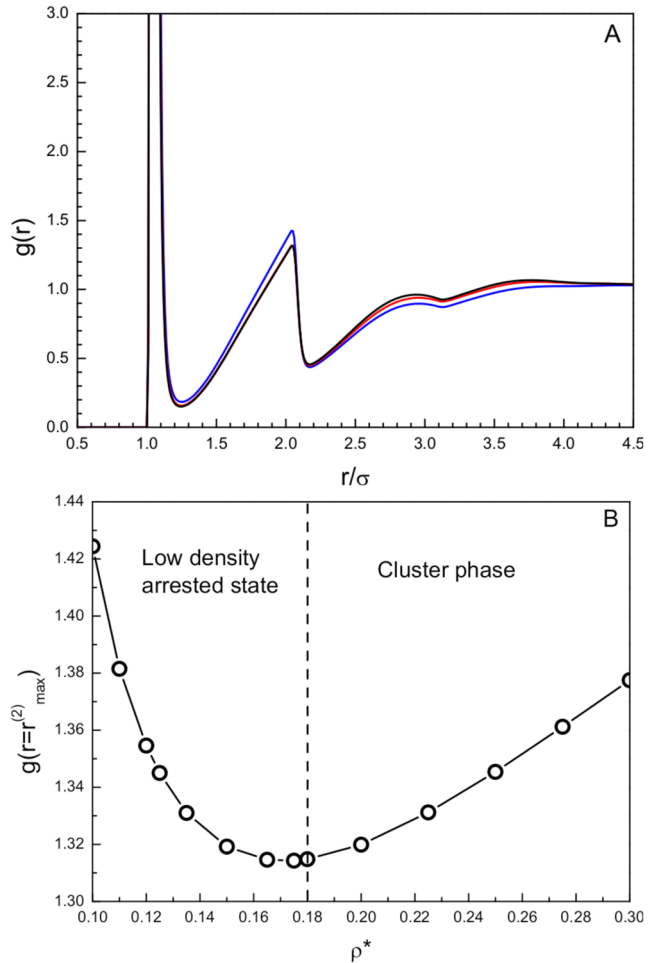 A
3.0
2.5
2.0
1.5
1.0
0.5
0.0
g(r)
0.5 1.0 1.5 2.0 2.5 3.0 3.5 4.0 4.5
r/σ
B
1.44
1.42
1.40
1.38
1.36
1.34
1.32
1.30
g(r=r⁽²⁾ₘₐₓ)
Low density
arrested state
Cluster phase
0.10 0.12 0.14 0.16 0.18 0.20 0.22 0.24 0.26 0.28 0.30
ρ*